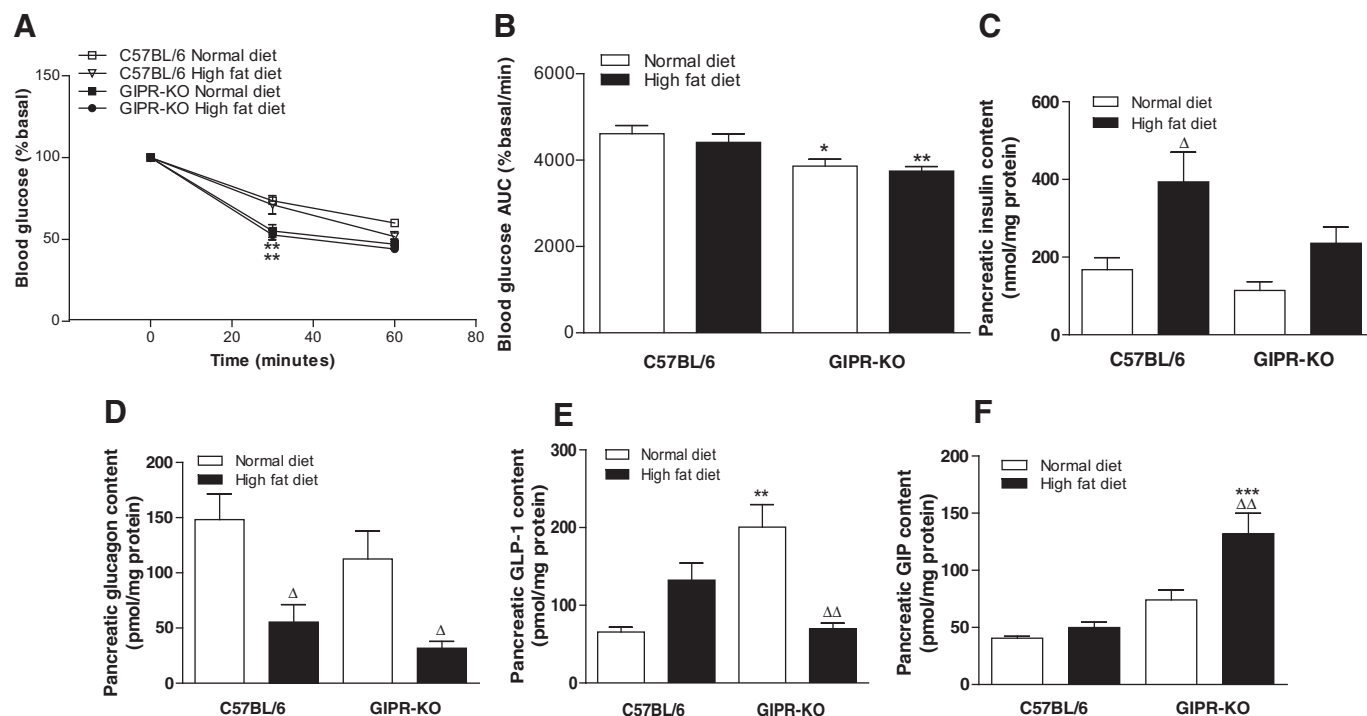 A
C57BL/6 Normal diet
C57BL/6 High fat diet
GIPR-KO Normal diet
GIPR-KO High fat diet
Blood glucose (% basal)
150
100
50
0
**
**
0 20 40 60 80
Time (minutes)
B
Normal diet
High fat diet
Blood glucose AUC (%basal/min)
6000
4000
2000
0
*
**
C57BL/6 GIPR-KO
C
Normal diet
High fat diet
Pancreatic insulin content
(nmol/mg protein)
600
400
200
0
Δ
C57BL/6 GIPR-KO
D
Normal diet
High fat diet
Pancreatic glucagon content
(pmol/mg protein)
200
150
100
50
0
Δ
Δ
C57BL/6 GIPR-KO
E
Normal diet
High fat diet
Pancreatic GLP-1 content
(pmol/mg protein)
300
200
100
0
**
ΔΔ
C57BL/6 GIPR-KO
F
Normal diet
High fat diet
Pancreatic GIP content
(pmol/mg protein)
200
150
100
50
0
***
ΔΔ
C57BL/6 GIPR-KO